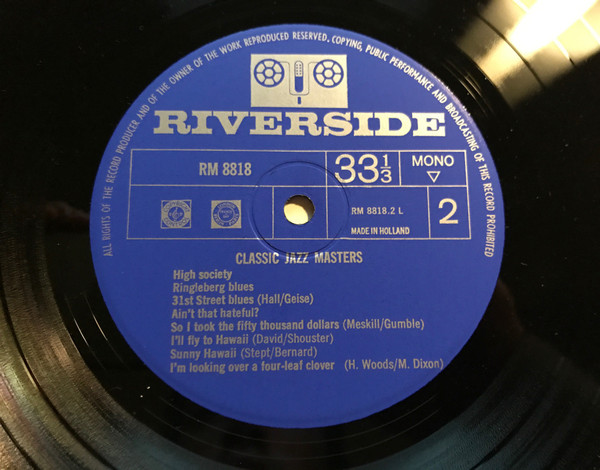 ALL RIGHTS OF THE RECORD PRODUCER AND OF THE OWNER OF THE WORK REPRODUCED RESERVED. COPYING, PUBLIC PERFORMANCE AND BROADCASTING OF THIS RECORD PROHIBITED
RIVERSIDE
RM 8818
33 1/3
MONO
RM 8818.2 L
2
MADE IN HOLLAND
CLASSIC JAZZ MASTERS
High society
Ringleberg blues
31st Street blues (Hall/Geise)
Ain't that hateful?
So I took the fifty thousand dollars (Meskill/Gumble)
I'll fly to Hawaii (David/Shouster)
Sunny Hawaii (Stept/Bernard)
I'm looking over a four-leaf clover (H. Woods/M. Dixon)